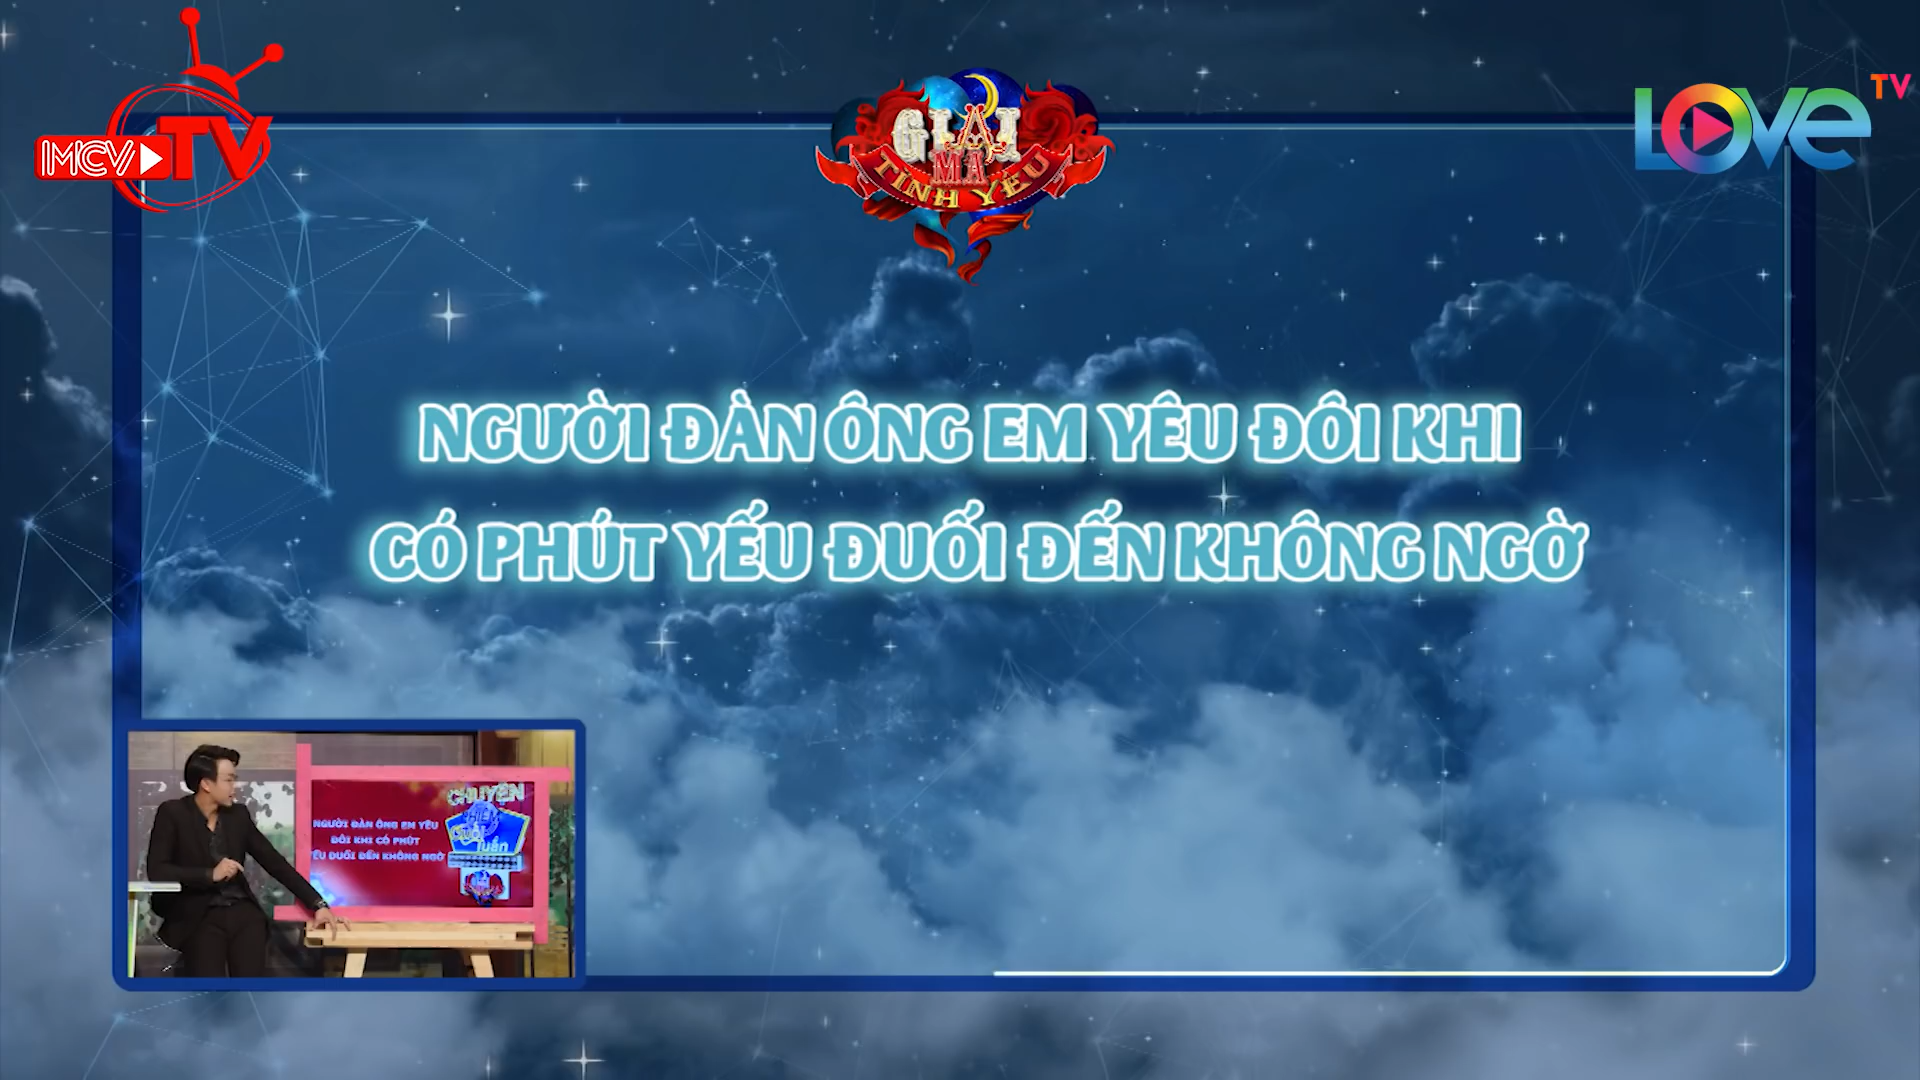 MCV TV
LOVE TV
GIẢI
MÃ
TÌNH YÊU
NGƯỜI ĐÀN ÔNG EM YÊU ĐÔI KHI
CÓ PHÚT YẾU ĐUỐI ĐẾN KHÔNG NGỜ
CHUYỆN
NGƯỜI ĐÀN ÔNG EM YÊU
ĐÔI KHI CÓ PHÚT
YẾU ĐUỐI ĐẾN KHÔNG NGỜ
Cuối
Tuần